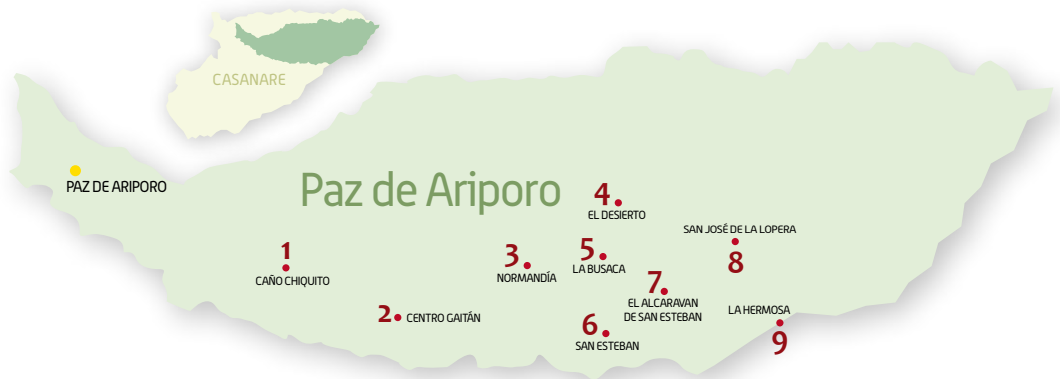 CASANARE
PAZ DE ARIPORO
Paz de Ariporo
1
CAÑO CHIQUITO
2
CENTRO GAITÁN
3
NORMANDÍA
4
EL DESIERTO
5
LA BUSACA
6
SAN ESTEBAN
7
EL ALCARAVAN
DE SAN ESTEBAN
SAN JOSÉ DE LA LOPERA
8
LA HERMOSA
9